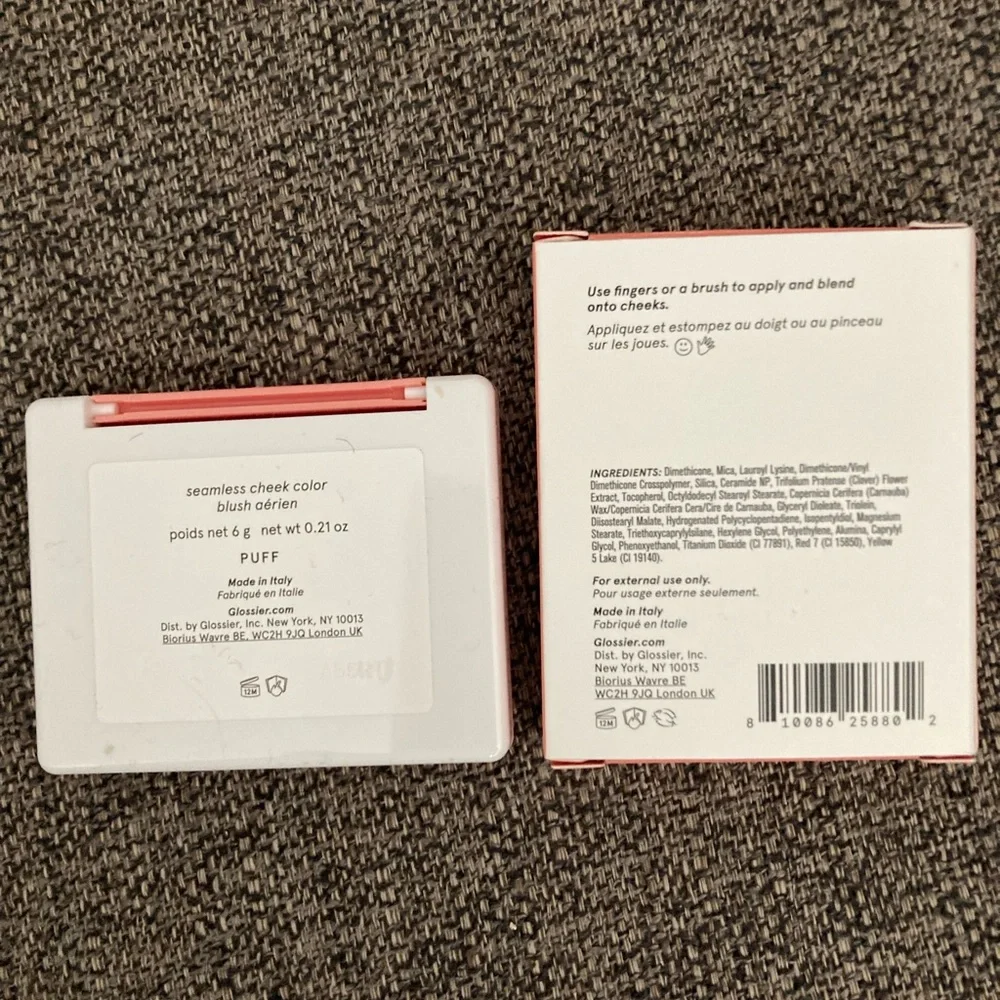 seamless cheek color
blush aérien
poids net 6 g net wt 0.21 oz
PUFF
Made in Italy
Fabriqué en Italie
Glossier.com
Dist. by Glossier, Inc. New York, NY 10013
Biorius Wavre BE, WC2H 9JQ London UK
12M
Use fingers or a brush to apply and blend
onto cheeks.
Appliquez et estompez au doigt ou au pinceau
sur les joues.
INGREDIENTS: Dimethicone, Mica, Lauroyl Lysine, Dimethicone/Vinyl
Dimethicone Crosspolymer, Silica, Ceramide NP, Trifolium Pratense (Clover) Flower
Extract, Tocopherol, Octyldodecyl Stearoyl Stearate, Copernicia Cerifera (Carnauba)
Wax/Copernicia Cerifera Cera/Cire de Carnauba, Glyceryl Dioleate, Triolein,
Diisostearyl Malate, Hydrogenated Polycyclopentadiene, Isopentyldiol, Magnesium
Stearate, Triethoxycaprylylsilane, Hexylene Glycol, Polyethylene, Alumina, Caprylyl
Glycol, Phenoxyethanol, Titanium Dioxide (CI 77891), Red 7 (CI 15850), Yellow
5 Lake (CI 19140).
For external use only.
Pour usage externe seulement.
Made in Italy
Fabriqué en Italie
Glossier.com
Dist. by Glossier, Inc.
New York, NY 10013
Biorius Wavre BE
WC2H 9JQ London UK
12M
8 10086 25880 2